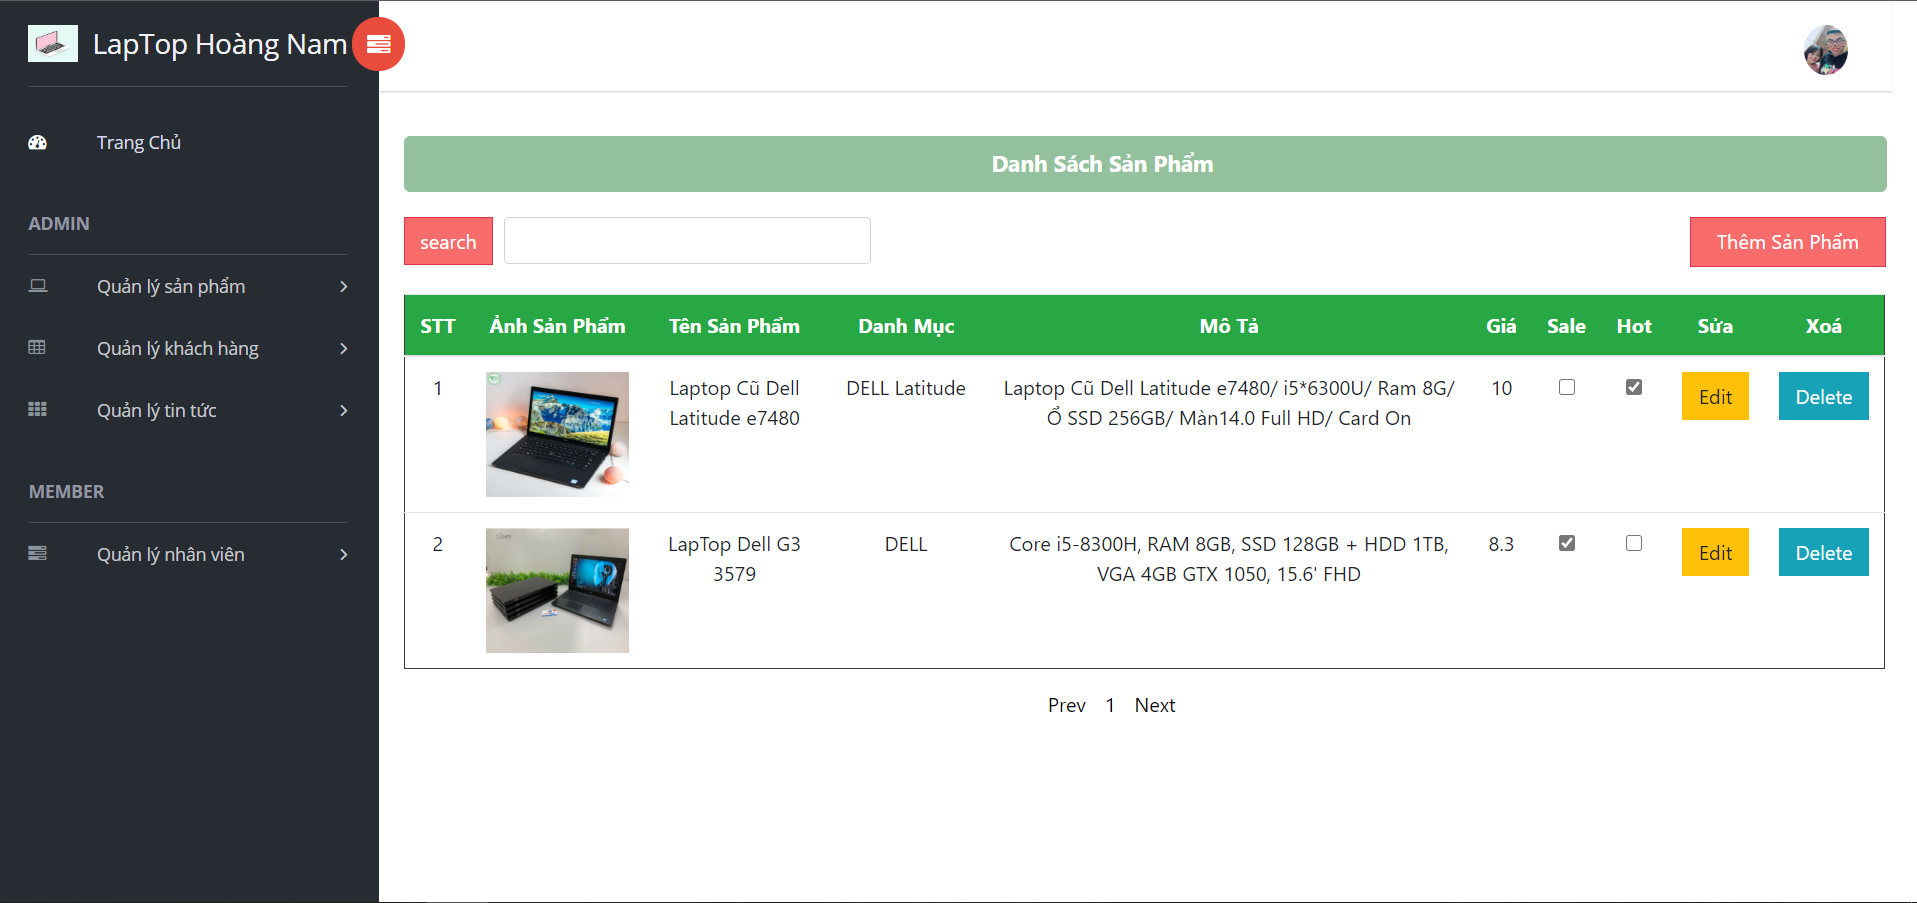 LapTop Hoàng Nam
Trang Chủ
ADMIN
Quản lý sản phẩm
Quản lý khách hàng
Quản lý tin tức
MEMBER
Quản lý nhân viên
Danh Sách Sản Phẩm
search
Thêm Sản Phẩm
STT Ảnh Sản Phẩm Tên Sản Phẩm Danh Mục Mô Tả Giá Sale Hot Sửa Xoá
1 Laptop Cũ Dell DELL Latitude Laptop Cũ Dell Latitude e7480/ i5*6300U/ Ram 8G/ 10 Edit Delete
Latitude e7480 Ổ SSD 256GB/ Màn14.0 Full HD/ Card On
2 LapTop Dell G3 DELL Core i5-8300H, RAM 8GB, SSD 128GB + HDD 1TB, 8.3 Edit Delete
3579 VGA 4GB GTX 1050, 15.6' FHD
Prev 1 Next